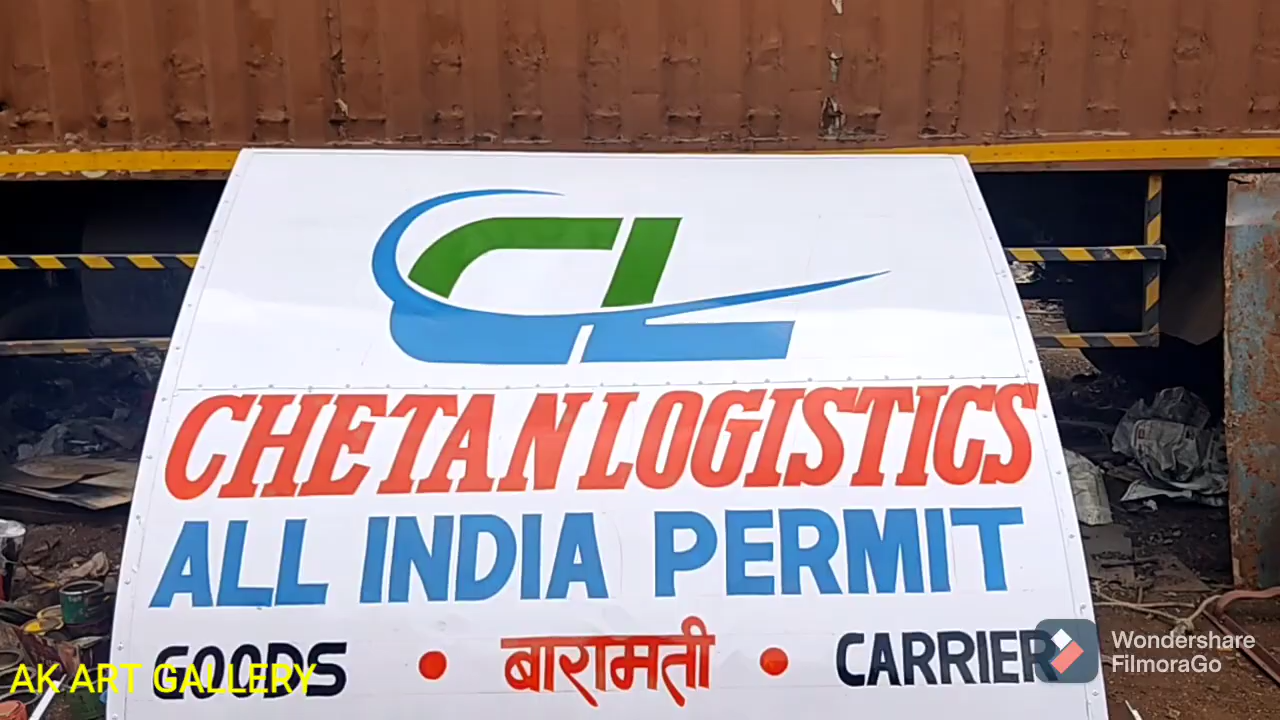 CL
CHETAN LOGISTICS
ALL INDIA PERMIT
GOODS • बारामती • CARRIER
AK ART GALLERY
Wondershare
FilmoraGo